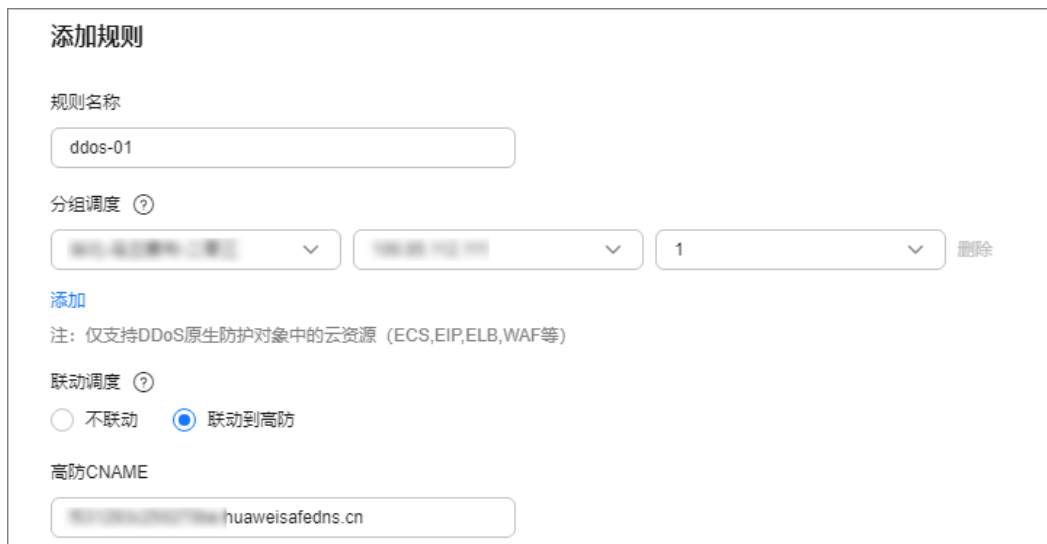 添加规则
规则名称
ddos-01
分组调度 ?
1 删除
添加
注：仅支持DDoS原生防护对象中的云资源（ECS,EIP,ELB,WAF等）
联动调度 ?
不联动 联动到高防
高防CNAME
huaweisafedns.cn